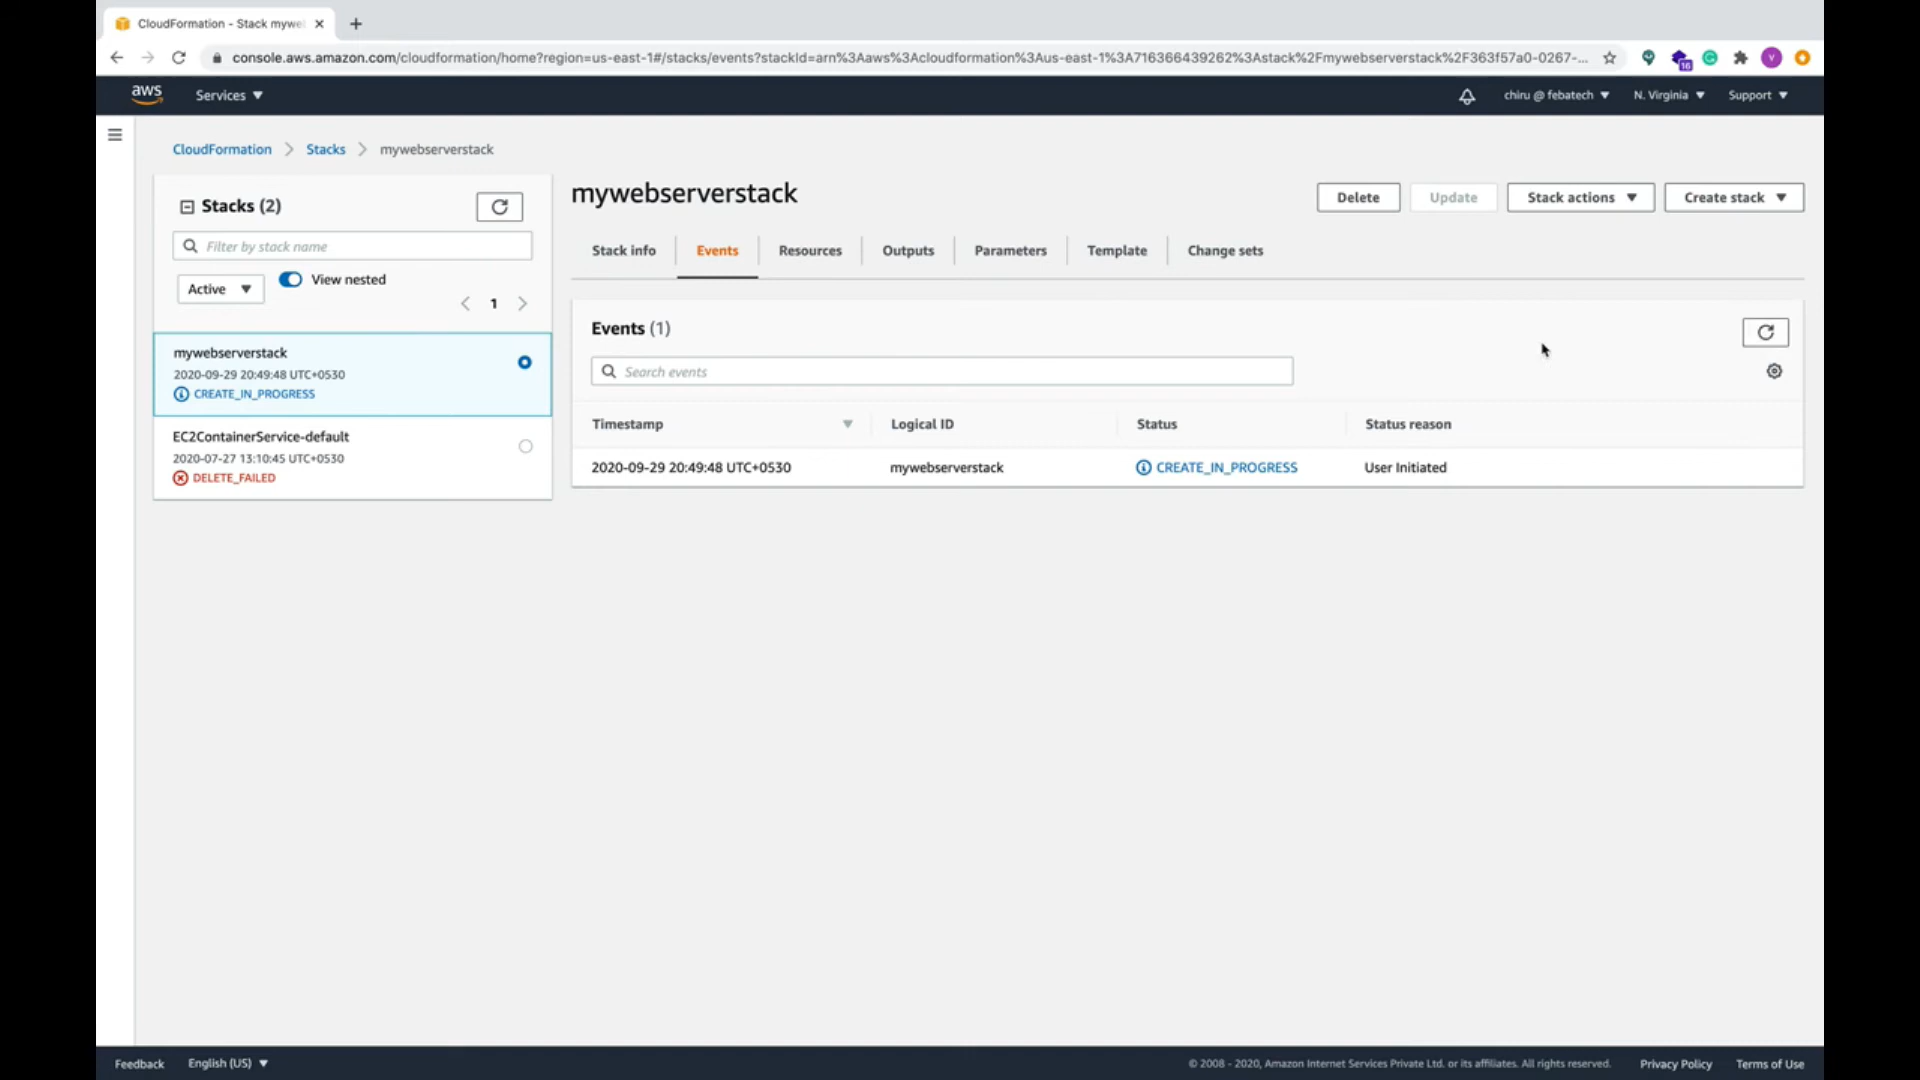 CloudFormation - Stack mywe
console.aws.amazon.com/cloudformation/home?region=us-east-1#/stacks/events?stackId=arn%3Aaws%3Acloudformation%3Aus-east-1%3A716366439262%3Astack%2Fmywebserverstack%2F363f57a0-0267-...
16
V
aws
Services
chiru @ febatech
N. Virginia
Support
CloudFormation
Stacks
mywebserverstack
Stacks (2)
Filter by stack name
Active
View nested
1
mywebserverstack
2020-09-29 20:49:48 UTC+0530
CREATE_IN_PROGRESS
EC2ContainerService-default
2020-07-27 13:10:45 UTC+0530
DELETE_FAILED
mywebserverstack
Delete
Update
Stack actions
Create stack
Stack info
Events
Resources
Outputs
Parameters
Template
Change sets
Events (1)
Search events
Timestamp
Logical ID
Status
Status reason
2020-09-29 20:49:48 UTC+0530
mywebserverstack
CREATE_IN_PROGRESS
User Initiated
Feedback
English (US)
© 2008 - 2020, Amazon Internet Services Private Ltd. or its affiliates. All rights reserved.
Privacy Policy
Terms of Use